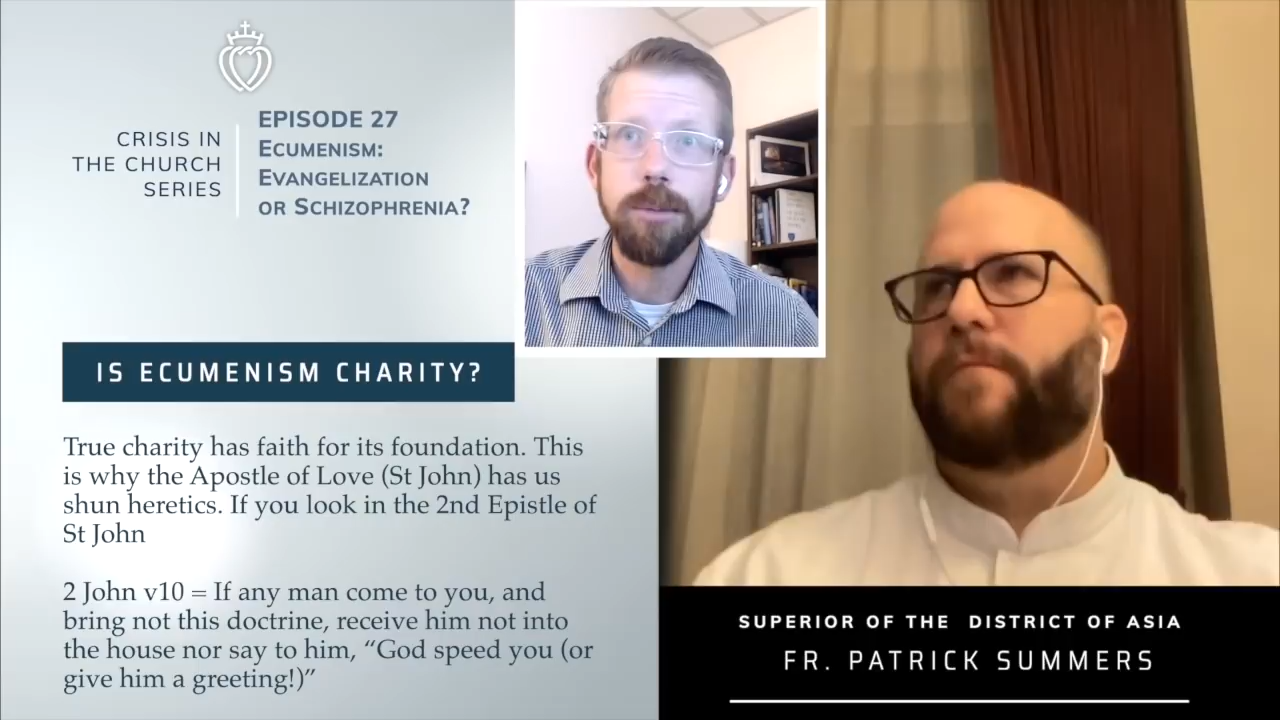 CRISIS IN
THE CHURCH
SERIES
EPISODE 27
ECUMENISM:
EVANGELIZATION
OR SCHIZOPHRENIA?
IS ECUMENISM CHARITY?
True charity has faith for its foundation. This
is why the Apostle of Love (St John) has us
shun heretics. If you look in the 2nd Epistle of
St John
2 John v10 = If any man come to you, and
bring not this doctrine, receive him not into
the house nor say to him, “God speed you (or
give him a greeting!)”
SUPERIOR OF THE DISTRICT OF ASIA
FR. PATRICK SUMMERS